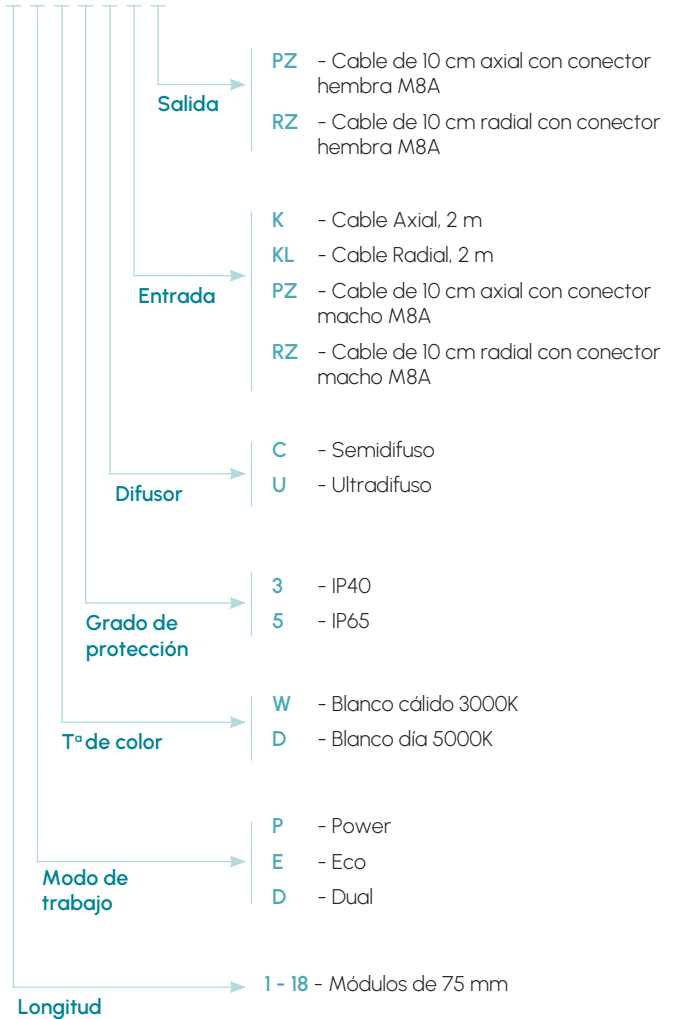 PZ - Cable de 10 cm axial con conector
hembra M8A
Salida
RZ - Cable de 10 cm radial con conector
hembra M8A
K - Cable Axial, 2 m
KL - Cable Radial, 2 m
Entrada
PZ - Cable de 10 cm axial con conector
macho M8A
RZ - Cable de 10 cm radial con conector
macho M8A
C - Semidifuso
Difusor
U - Ultradifuso
3 - IP40
Grado de
protección
5 - IP65
W - Blanco cálido 3000K
Tª de color
D - Blanco día 5000K
P - Power
E - Eco
Modo de
trabajo
D - Dual
1 - 18 - Módulos de 75 mm
Longitud